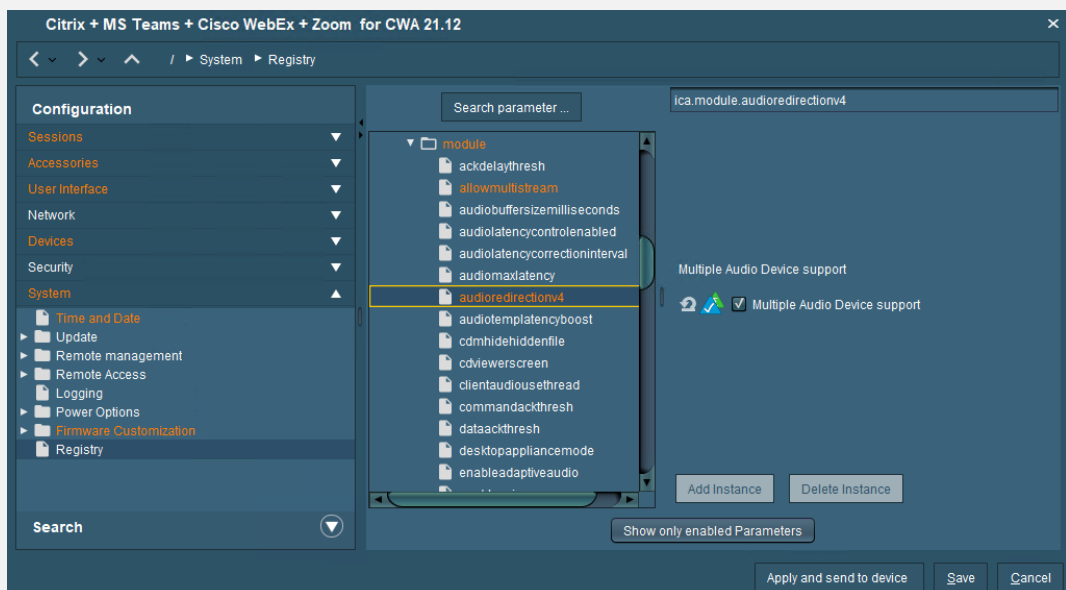 Citrix + MS Teams + Cisco WebEx + Zoom for CWA 21.12
/ System Registry
Configuration
Sessions
Accessories
User Interface
Network
Devices
Security
System
Time and Date
Update
Remote management
Remote Access
Logging
Power Options
Firmware Customization
Registry
Search
Search parameter ...
module
ackdelaythresh
allowmultistream
audiobuffersizemilliseconds
audiolatencycontrolenabled
audiolatencycorrectioninterval
audiomaxlatency
audioredirectionv4
audiotemplatencyboost
cdmhidehiddenfile
cdviewerscreen
clientaudiousethread
commandackthresh
dataackthresh
desktopappliancemode
enableadaptiveaudio
ica.module.audioredirectionv4
Multiple Audio Device support
Multiple Audio Device support
Add Instance Delete Instance
Show only enabled Parameters
Apply and send to device Save Cancel